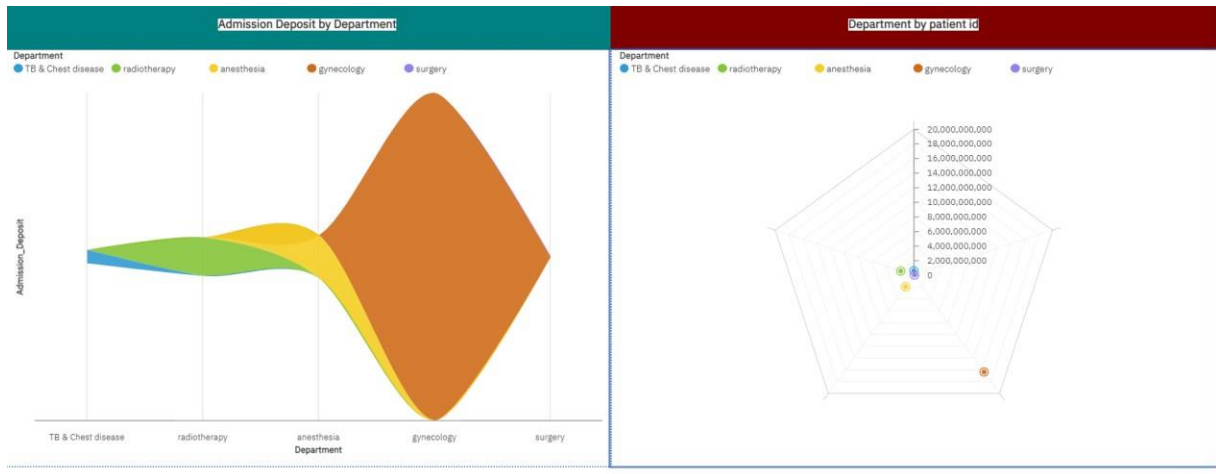 Admission Deposit by Department
Department
TB & Chest disease radiotherapy anesthesia gynecology surgery
Admission_Deposit
TB & Chest disease radiotherapy anesthesia gynecology surgery
Department
Department by patient id
Department
TB & Chest disease radiotherapy anesthesia gynecology surgery
20,000,000,000
18,000,000,000
16,000,000,000
14,000,000,000
12,000,000,000
10,000,000,000
8,000,000,000
6,000,000,000
4,000,000,000
2,000,000,000
0